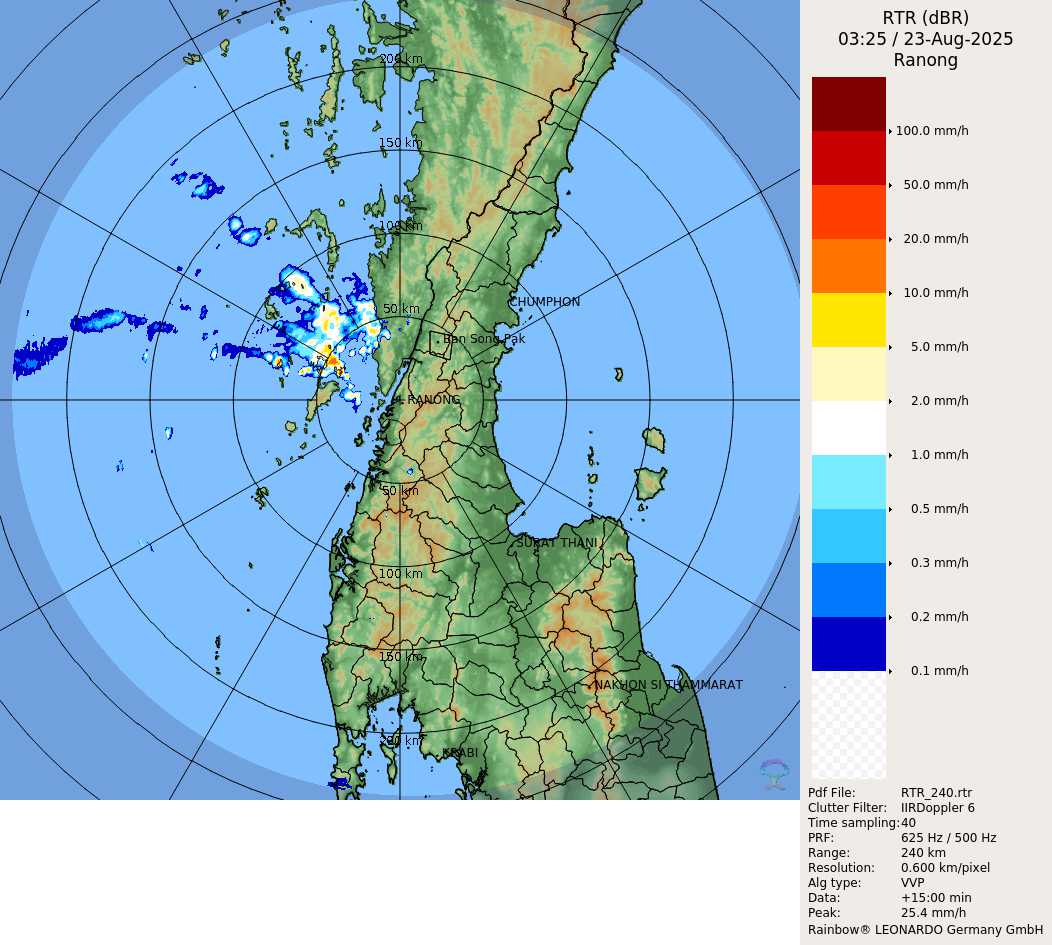 RTR (dBR)
03:25 / 23-Aug-2025
Ranong
200 km
150 km
100 km
50 km
CHUMPHON
Ban Song Pak
RANONG
50 km
SURAT THANI
100 km
150 km
NAKHON SI THAMMARAT
200 km
KRABI
100.0 mm/h
50.0 mm/h
20.0 mm/h
10.0 mm/h
5.0 mm/h
2.0 mm/h
1.0 mm/h
0.5 mm/h
0.3 mm/h
0.2 mm/h
0.1 mm/h
Pdf File: RTR_240.rtr
Clutter Filter: IIRDoppler 6
Time sampling:40
PRF: 625 Hz / 500 Hz
Range: 240 km
Resolution: 0.600 km/pixel
Alg type: VVP
Data: +15:00 min
Peak: 25.4 mm/h
Rainbow® LEONARDO Germany GmbH